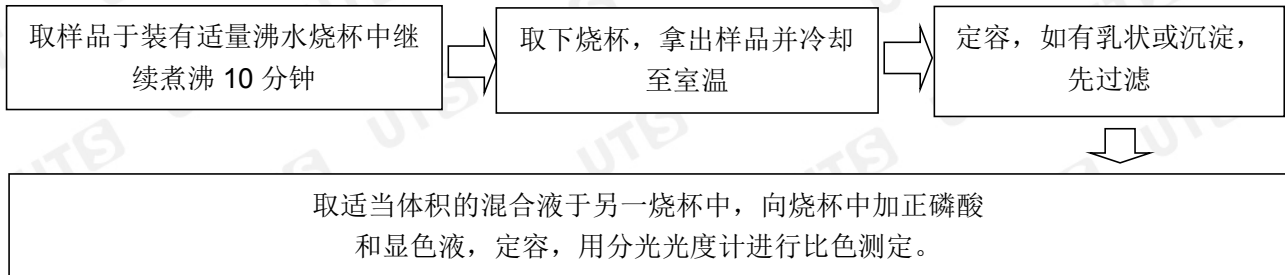 取样品于装有适量沸水烧杯中继
续煮沸 10 分钟
取下烧杯，拿出样品并冷却
至室温
定容，如有乳状或沉淀，
先过滤
取适当体积的混合液于另一烧杯中，向烧杯中加正磷酸
和显色液，定容，用分光光度计进行比色测定。
UTS
UTS
UTS
UTS